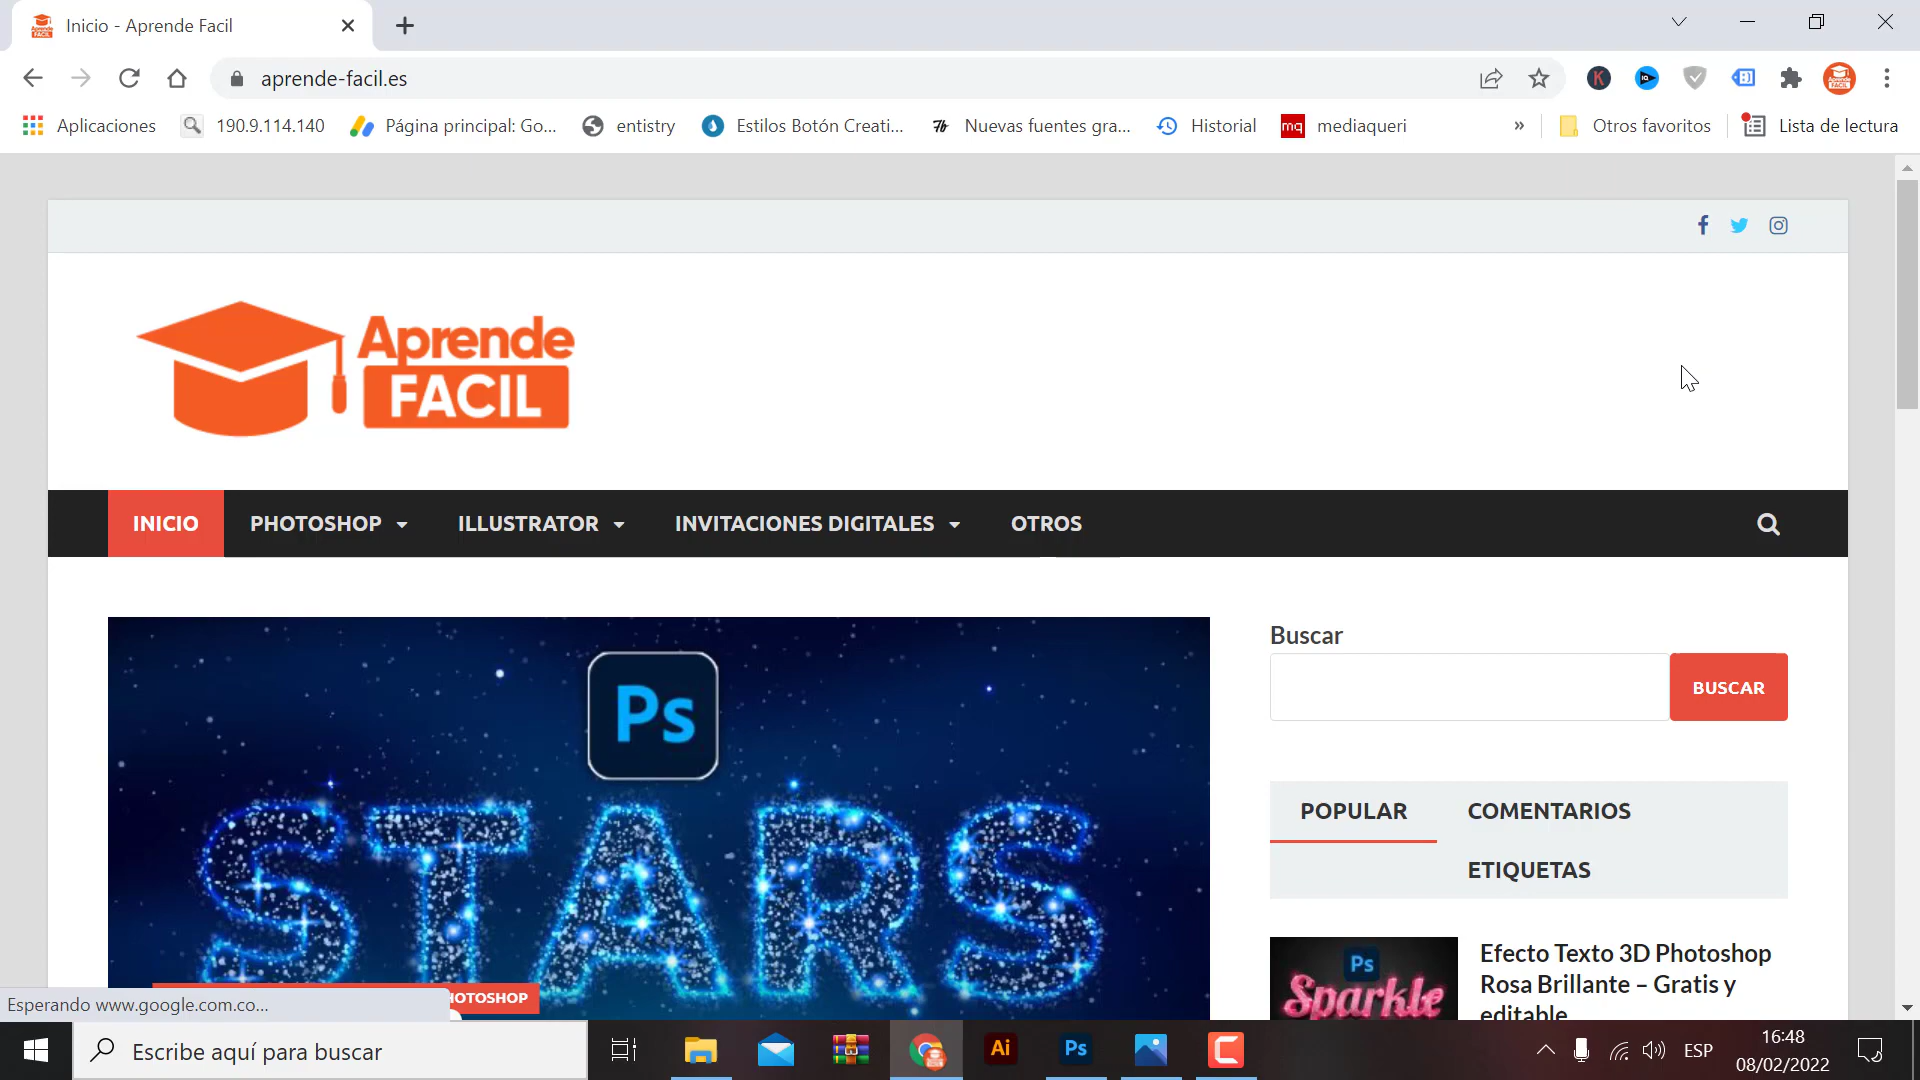 Inicio - Aprende Facil
aprende-facil.es
Aplicaciones 190.9.114.140 Página principal: Go... entistry Estilos Botón Creati... Nuevas fuentes gra... Historial mq mediaqueri » Otros favoritos Lista de lectura
Aprende
FACIL
INICIO PHOTOSHOP ILLUSTRATOR INVITACIONES DIGITALES OTROS
Ps
STARS
HOTOSHOP
Buscar
BUSCAR
POPULAR COMENTARIOS
ETIQUETAS
Ps
Sparkle
Efecto Texto 3D Photoshop
Rosa Brillante – Gratis y
editable
Esperando www.google.com.co...
Escribe aquí para buscar
Ai
Ps
ESP
16:48
08/02/2022